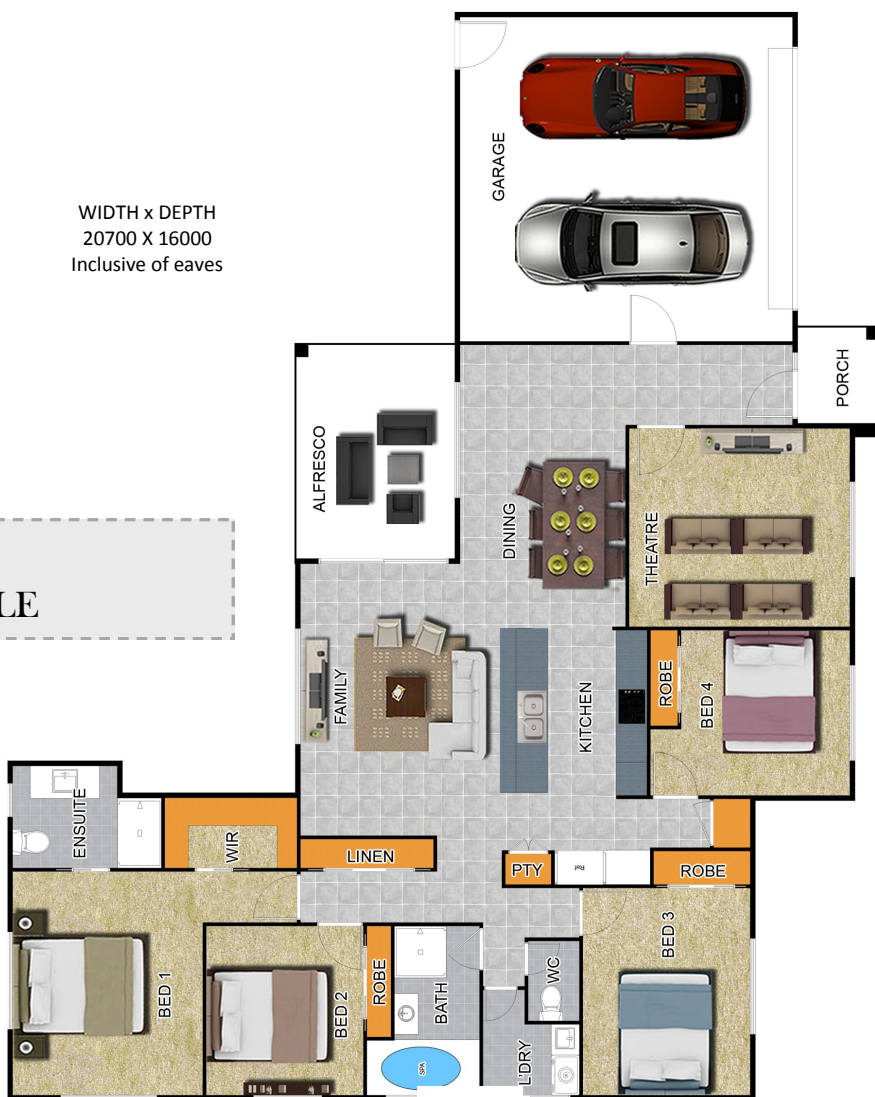 WIDTH x DEPTH
20700 X 16000
Inclusive of eaves
GARAGE
PORCH
ALFRESCO
DINING
THEATRE
LE
FAMILY
KITCHEN
ROBE
BED 4
ENSUITE
WIR
LINEN
PTY
Ref
ROBE
BED 1
BED 2
ROBE
BATH
WC
BED 3
SPA
L'DRY